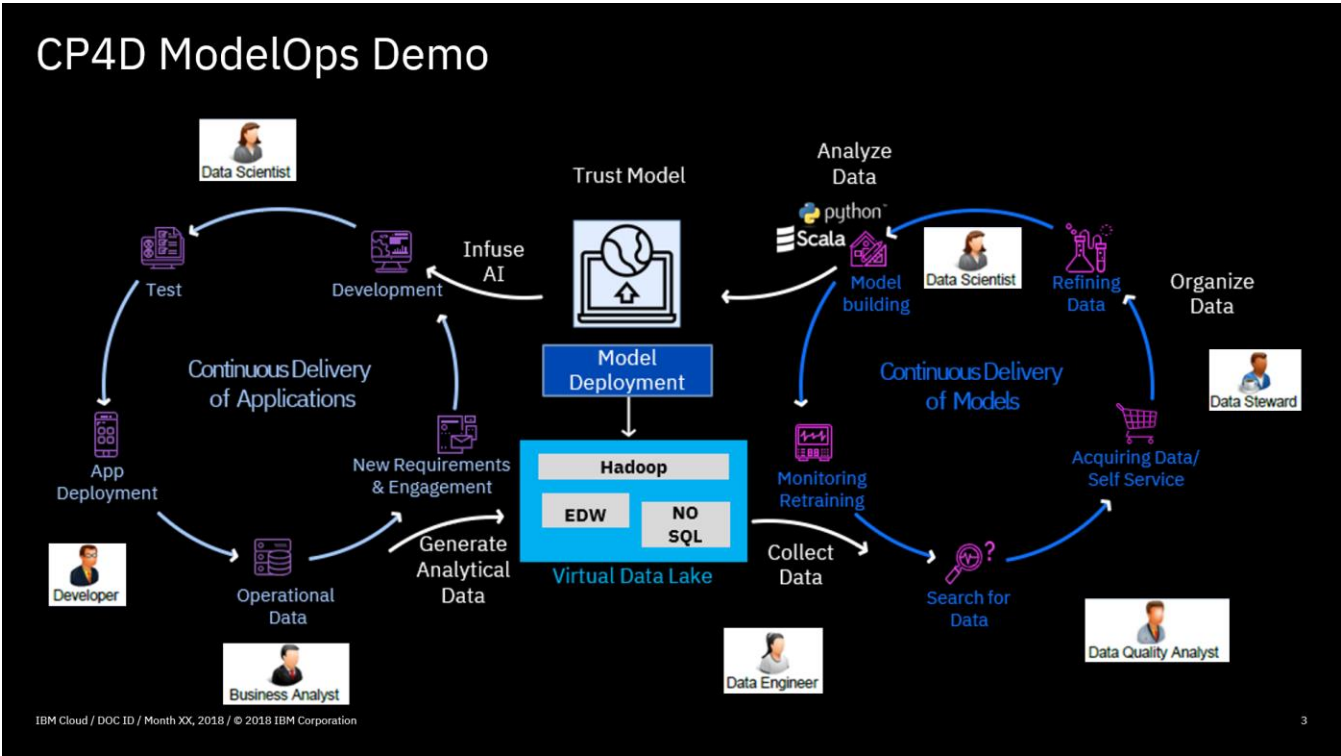 CP4D ModelOps Demo
Data Scientist
Test
Development
Continuous Delivery
of Applications
App
Deployment
New Requirements
& Engagement
Developer
Operational
Data
Business Analyst
Infuse
AI
Trust Model
Model
Deployment
Hadoop
EDW
NO
SQL
Virtual Data Lake
Generate
Analytical
Data
Collect
Data
Data Engineer
Analyze
Data
python™
Scala
Model
building
Data Scientist
Refining
Data
Organize
Data
Data Steward
Continuous Delivery
of Models
Acquiring Data/
Self Service
Monitoring
Retraining
?
Search for
Data
Data Quality Analyst
IBM Cloud / DOC ID / Month XX, 2018 / © 2018 IBM Corporation
3